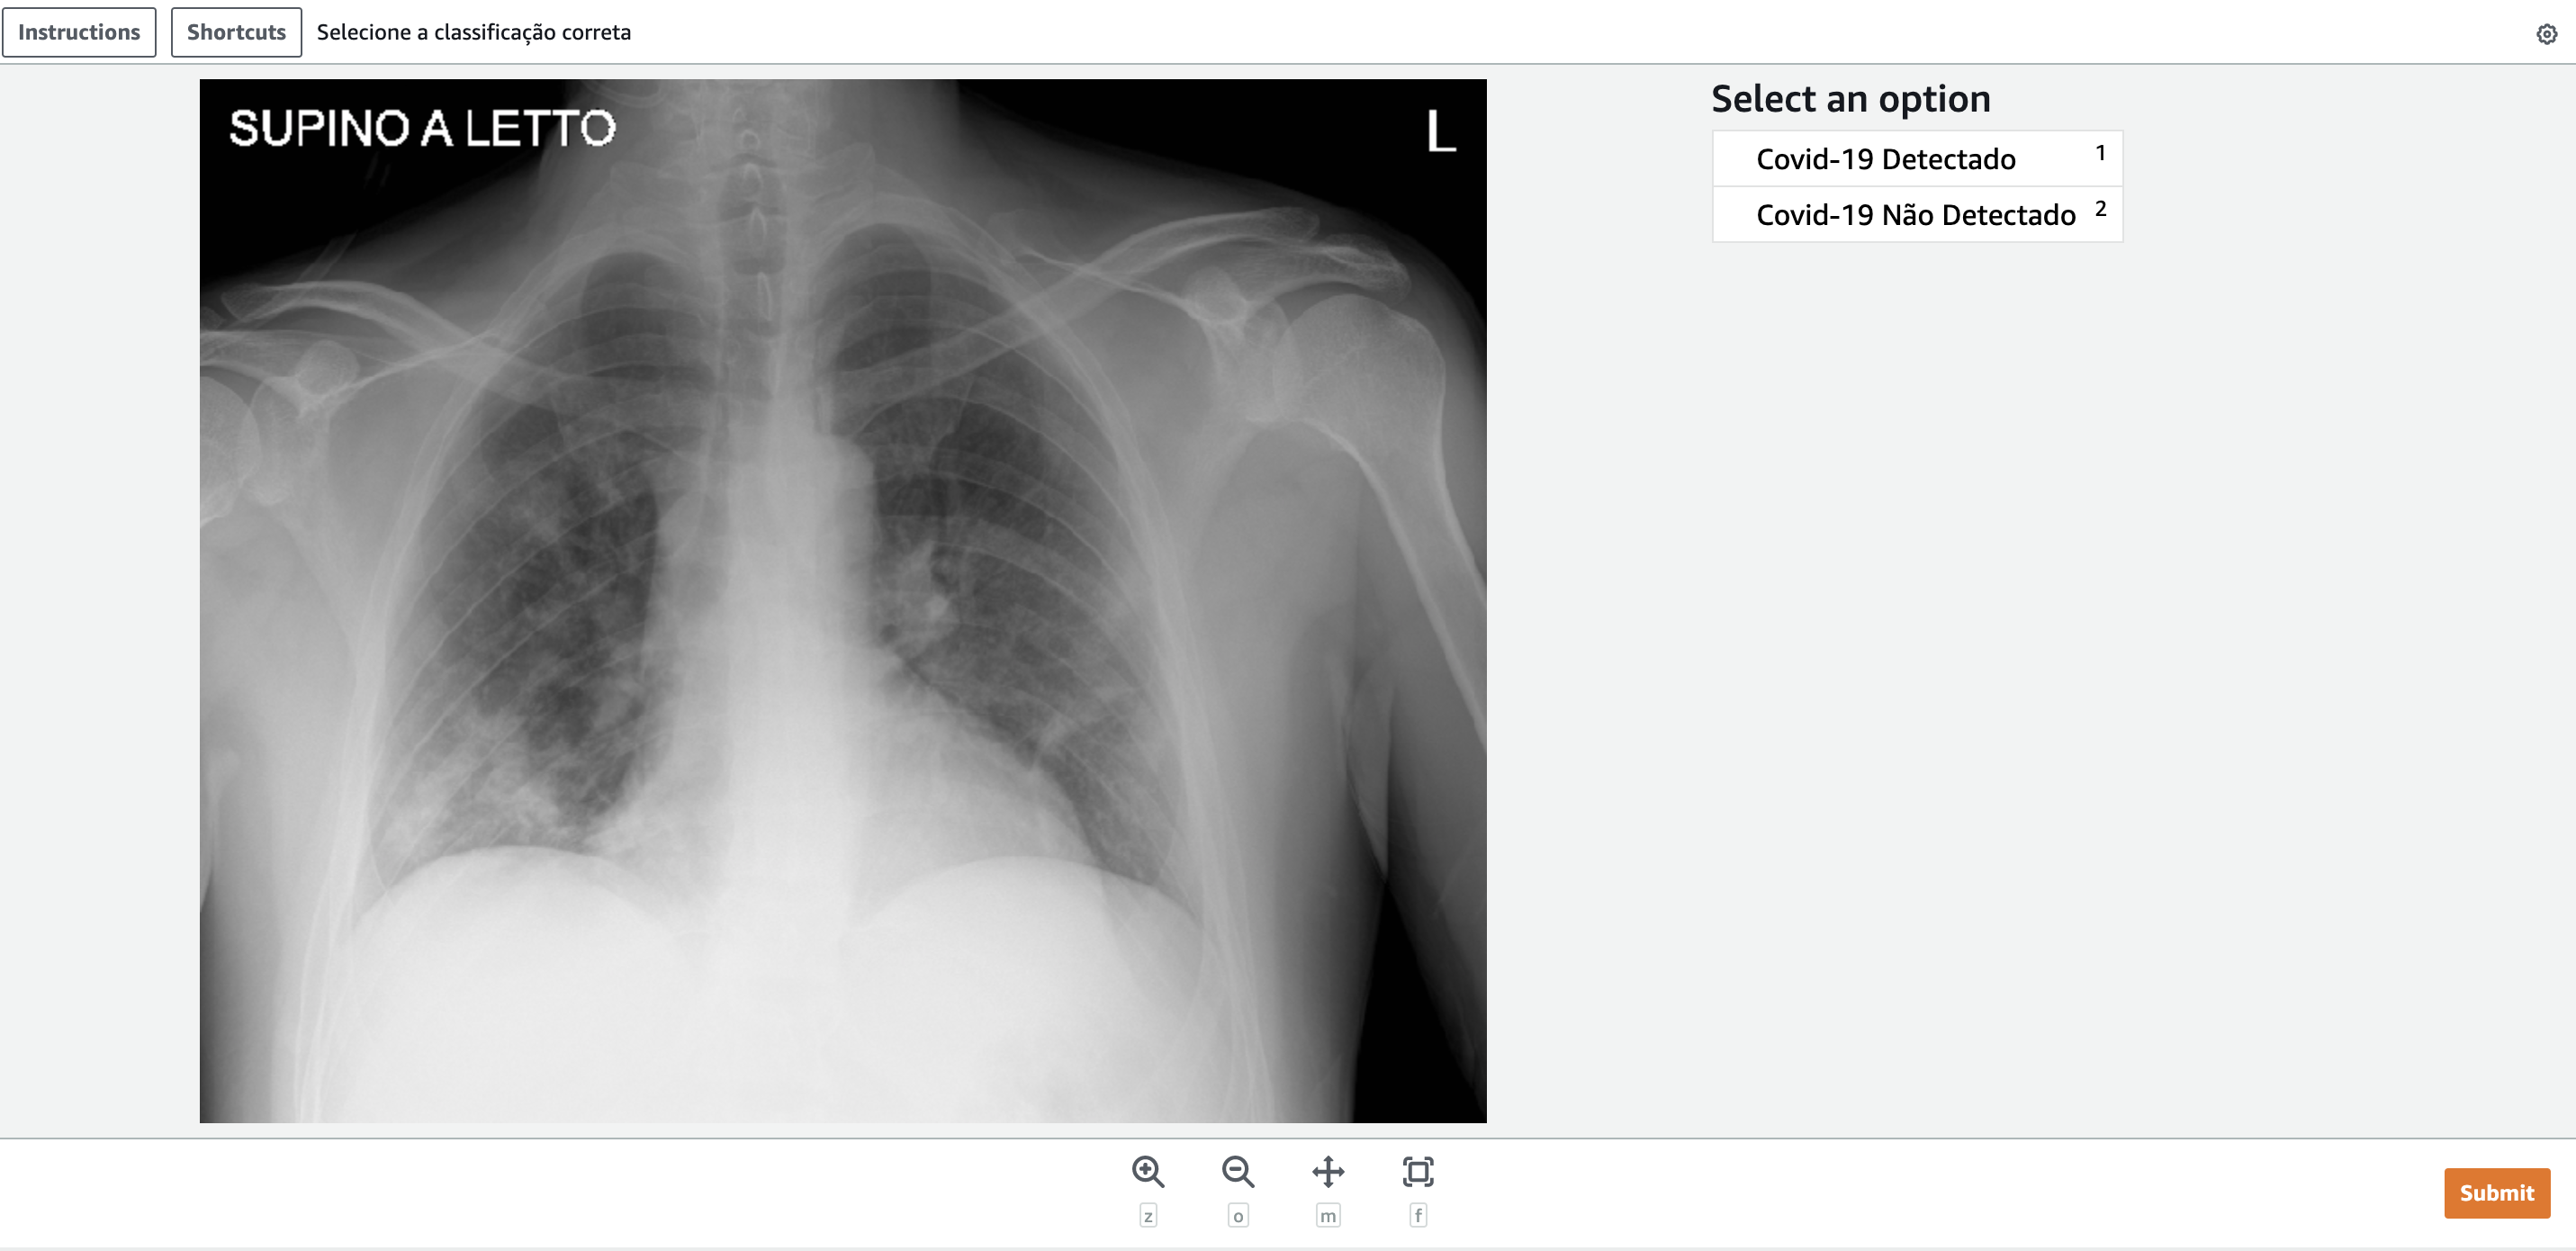 Instructions
Shortcuts
Selecione a classificação correta
SUPINO A LETTO
L
Select an option
Covid-19 Detectado 1
Covid-19 Não Detectado 2
z
o
m
f
Submit